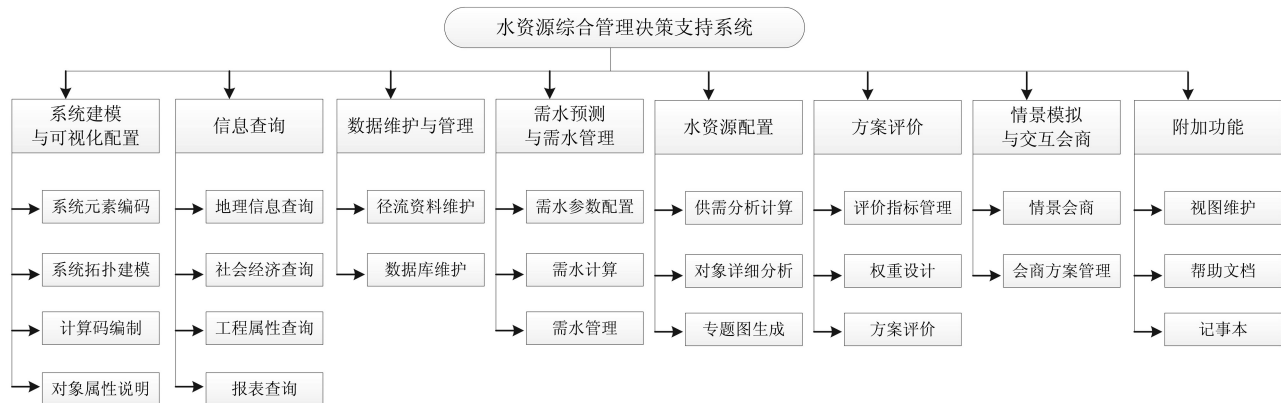 水资源综合管理决策支持系统
系统建模
与可视化配置
信息查询
数据维护与管理
需水预测
与需水管理
水资源配置
方案评价
情景模拟
与交互会商
附加功能
系统元素编码
地理信息查询
径流资料维护
需水参数配置
供需分析计算
评价指标管理
情景会商
视图维护
系统拓扑建模
社会经济查询
数据库维护
需水计算
对象详细分析
权重设计
会商方案管理
帮助文档
计算码编制
工程属性查询
需水管理
专题图生成
方案评价
记事本
对象属性说明
报表查询